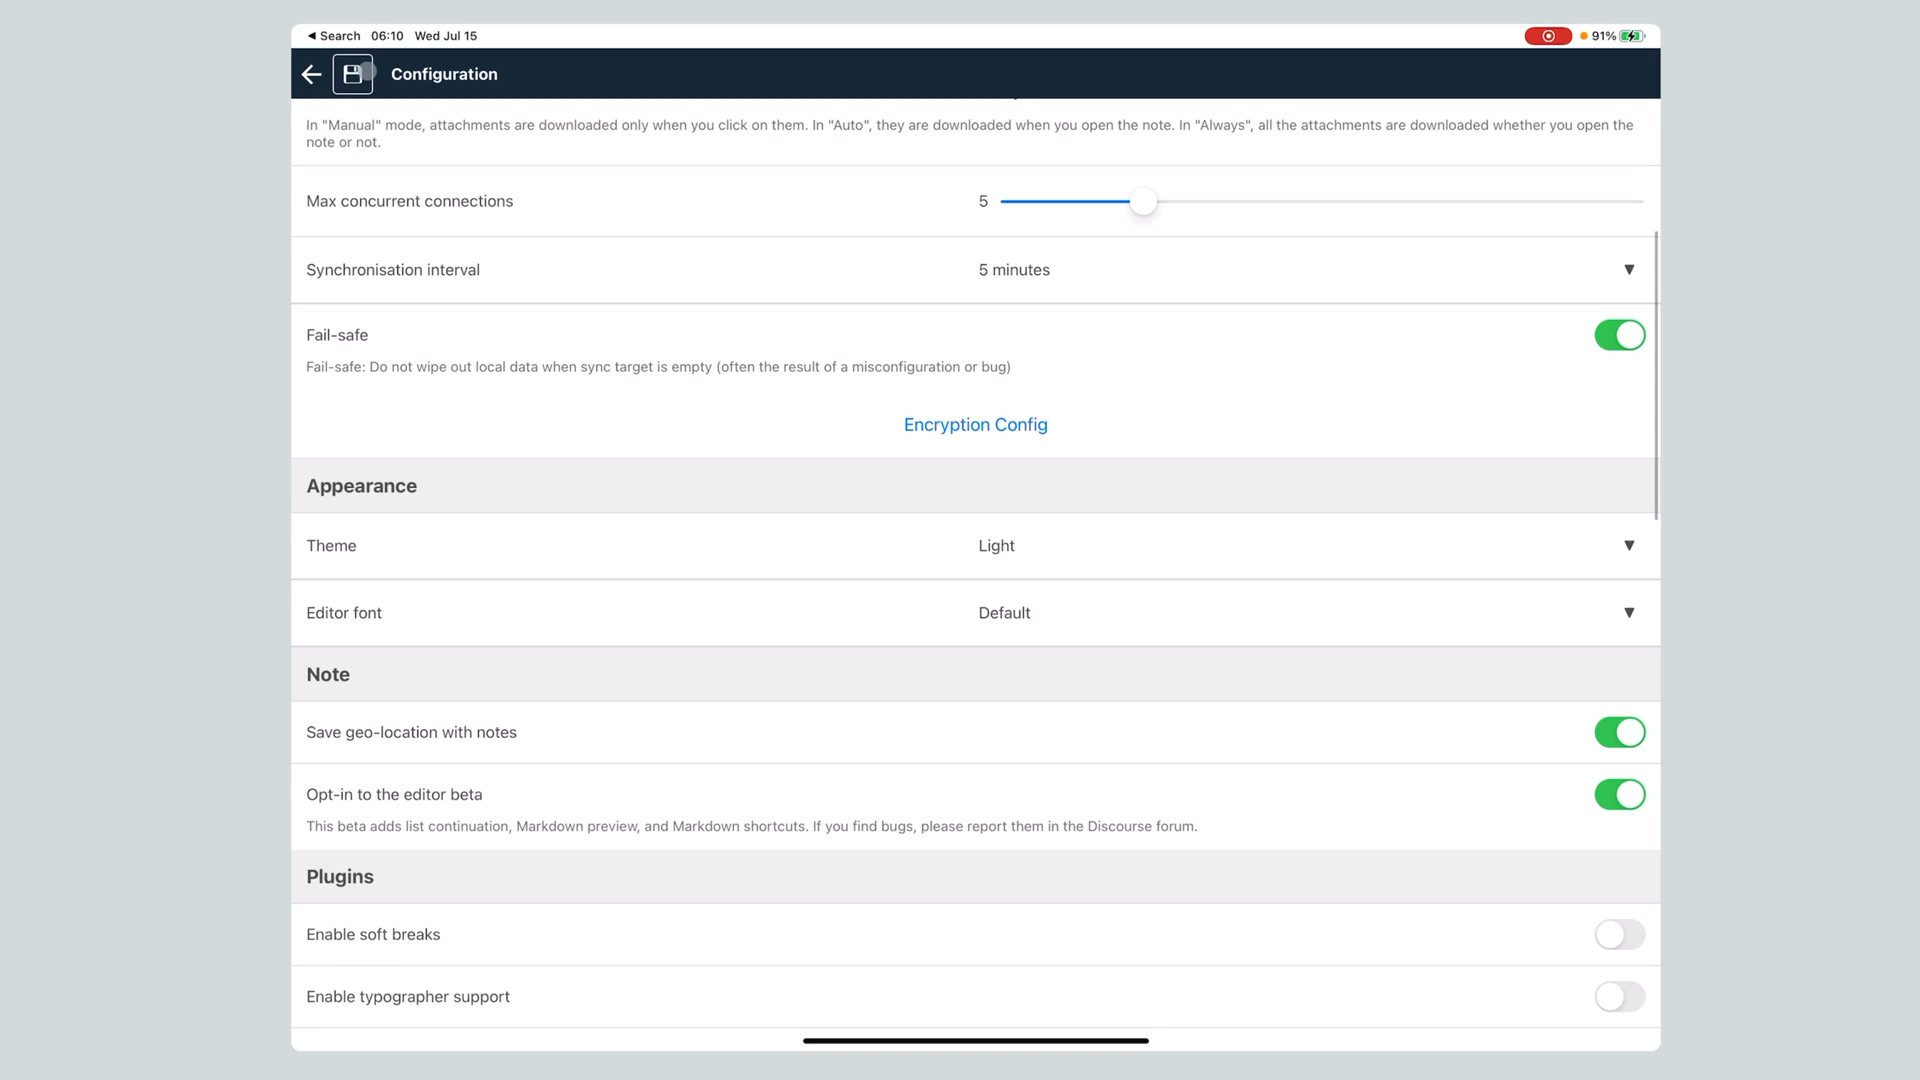 ◀ Search 06:10 Wed Jul 15
91%
Configuration
In "Manual" mode, attachments are downloaded only when you click on them. In "Auto", they are downloaded when you open the note. In "Always", all the attachments are downloaded whether you open the
note or not.
Max concurrent connections 5
Synchronisation interval 5 minutes ▼
Fail-safe
Fail-safe: Do not wipe out local data when sync target is empty (often the result of a misconfiguration or bug)
Encryption Config
Appearance
Theme Light ▼
Editor font Default ▼
Note
Save geo-location with notes
Opt-in to the editor beta
This beta adds list continuation, Markdown preview, and Markdown shortcuts. If you find bugs, please report them in the Discourse forum.
Plugins
Enable soft breaks
Enable typographer support